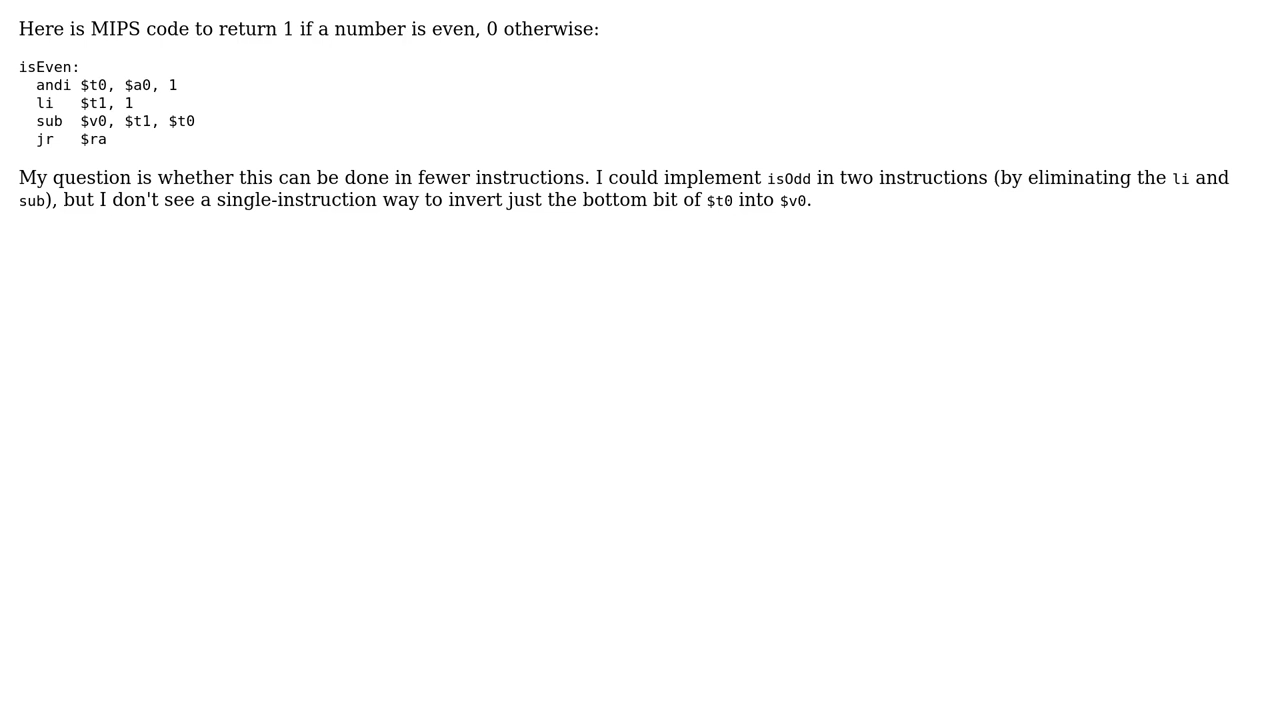 Here is MIPS code to return 1 if a number is even, 0 otherwise:
isEven:
  andi $t0, $a0, 1
  li   $t1, 1
  sub  $v0, $t1, $t0
  jr   $ra
My question is whether this can be done in fewer instructions. I could implement isOdd in two instructions (by eliminating the li and
sub), but I don't see a single-instruction way to invert just the bottom bit of $t0 into $v0.